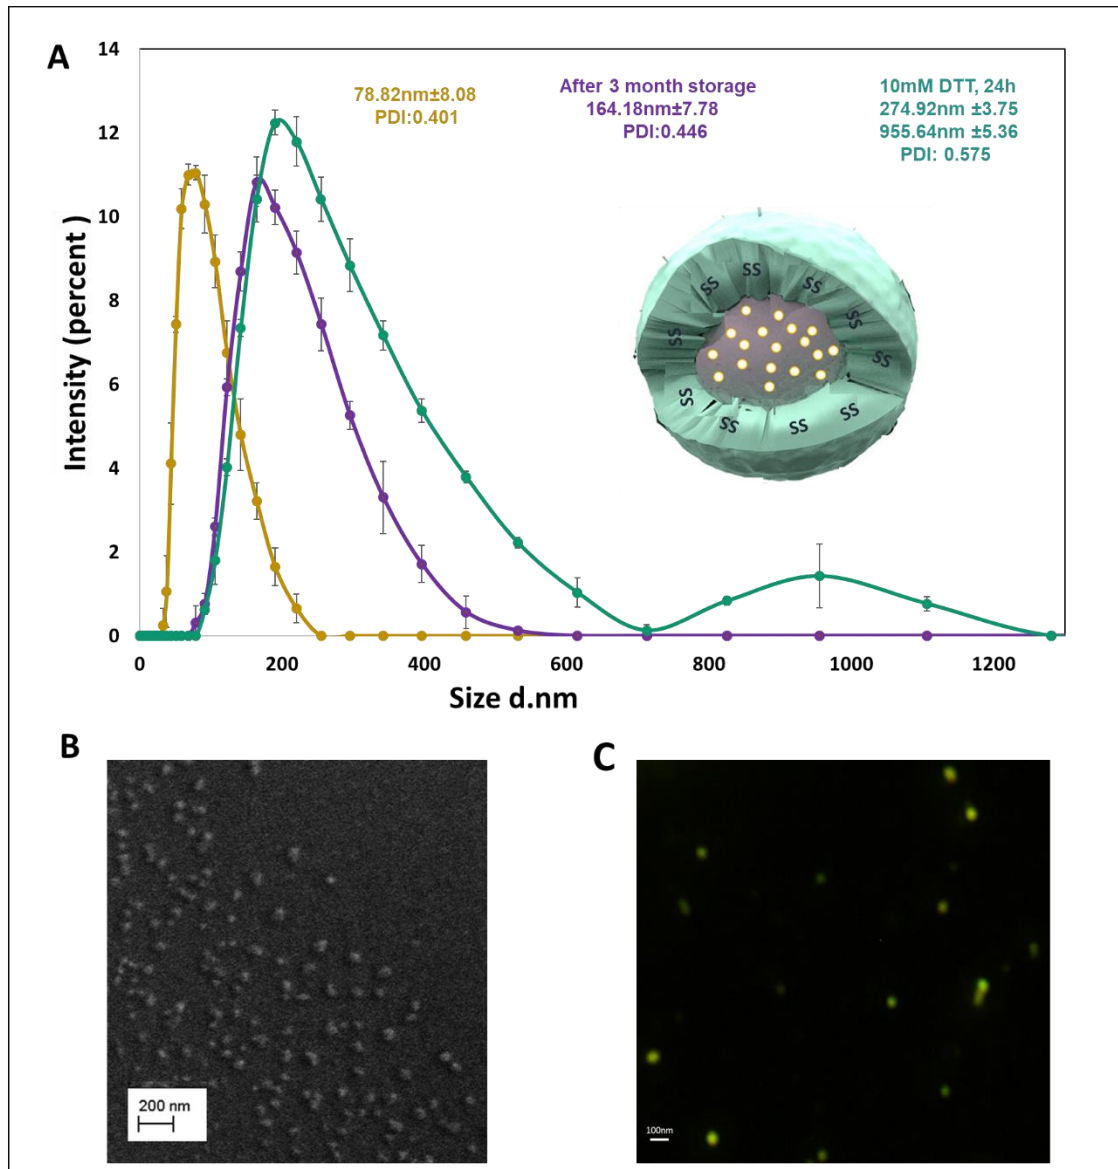 A
14
12
10
8
6
4
2
0
Intensity (percent )
78.82nm±8.08
PDI:0.401
After 3 month storage
164.18nm±7.78
PDI:0.446
10mM DTT, 24h
274.92nm ±3.75
955.64nm ±5.36
PDI: 0.575
SS
SS
SS
SS
SS
SS
SS
SS
SS
SS
SS
0 200 400 600 800 1000 1200
Size d.nm
B
200 nm
C
100nm